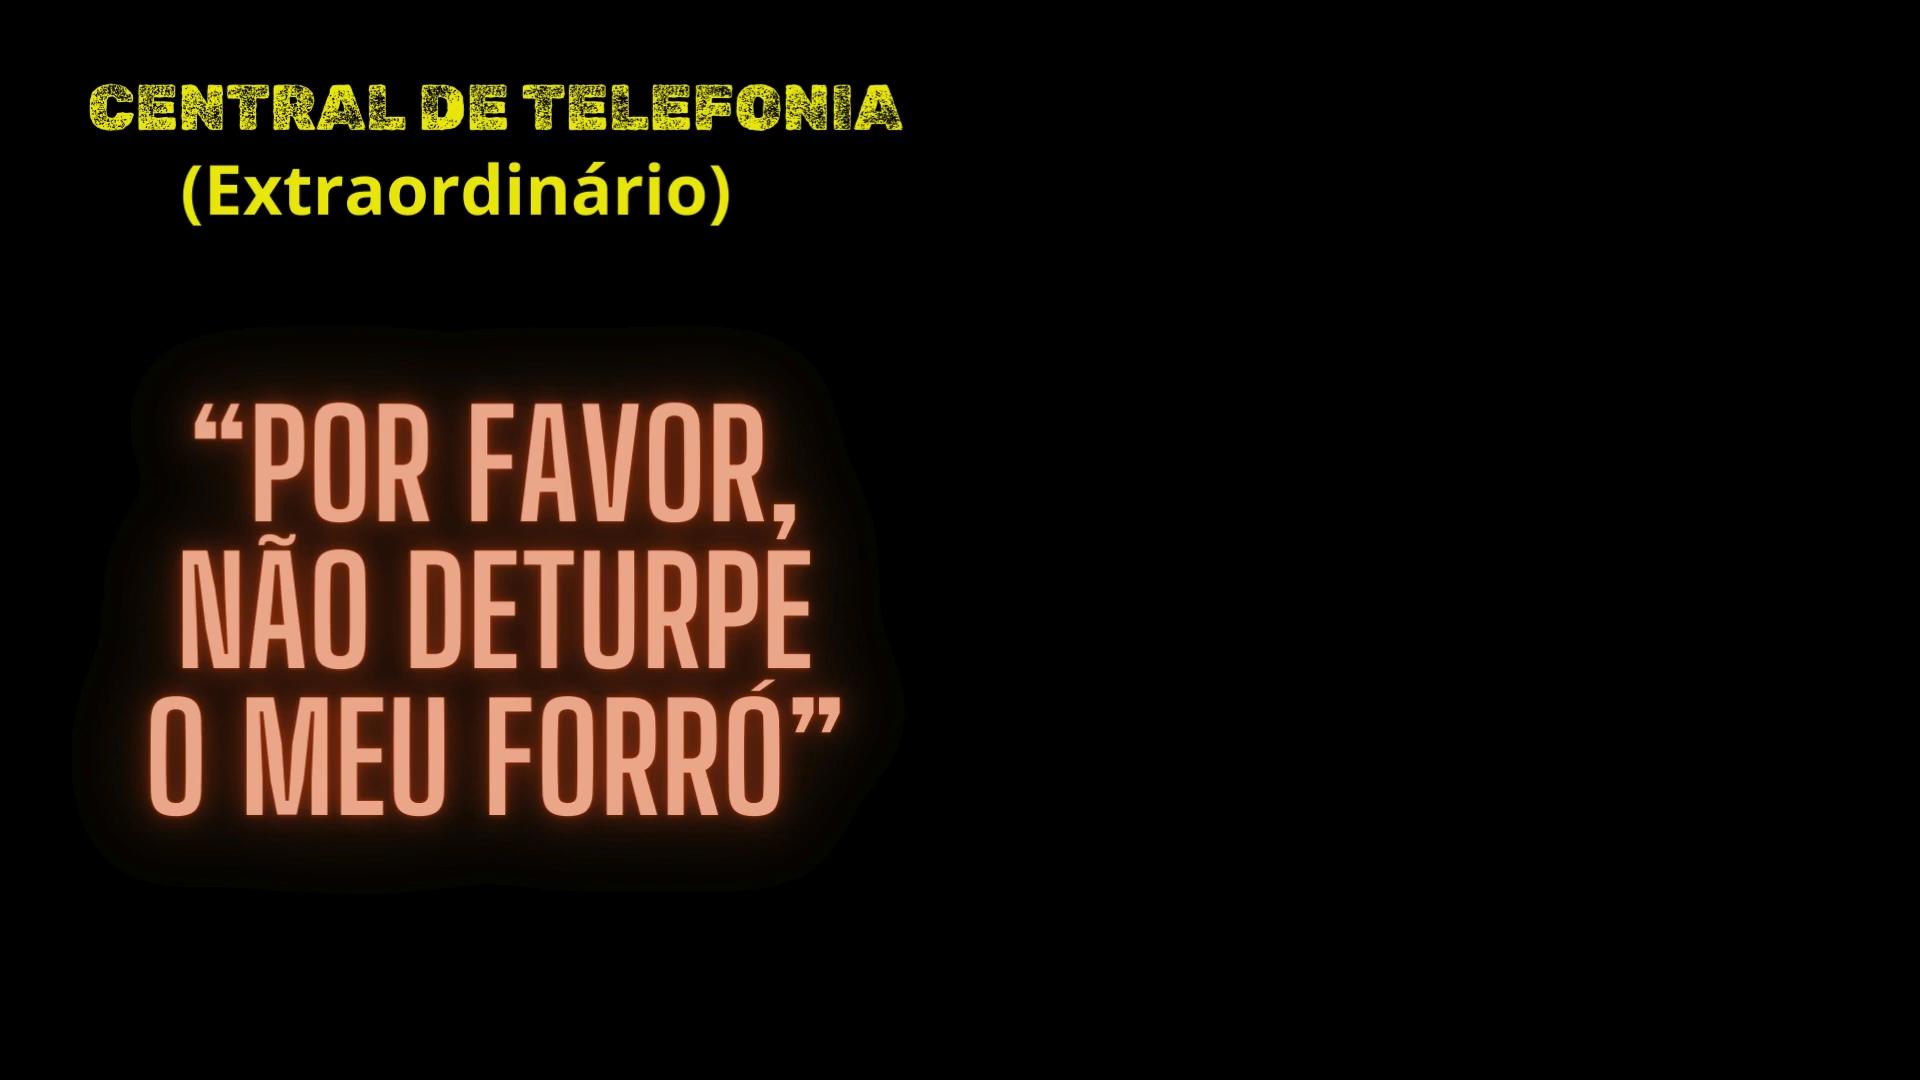 CENTRAL DE TELEFONIA
(Extraordinário)
“POR FAVOR,
NÃO DETURPE
O MEU FORRÓ”